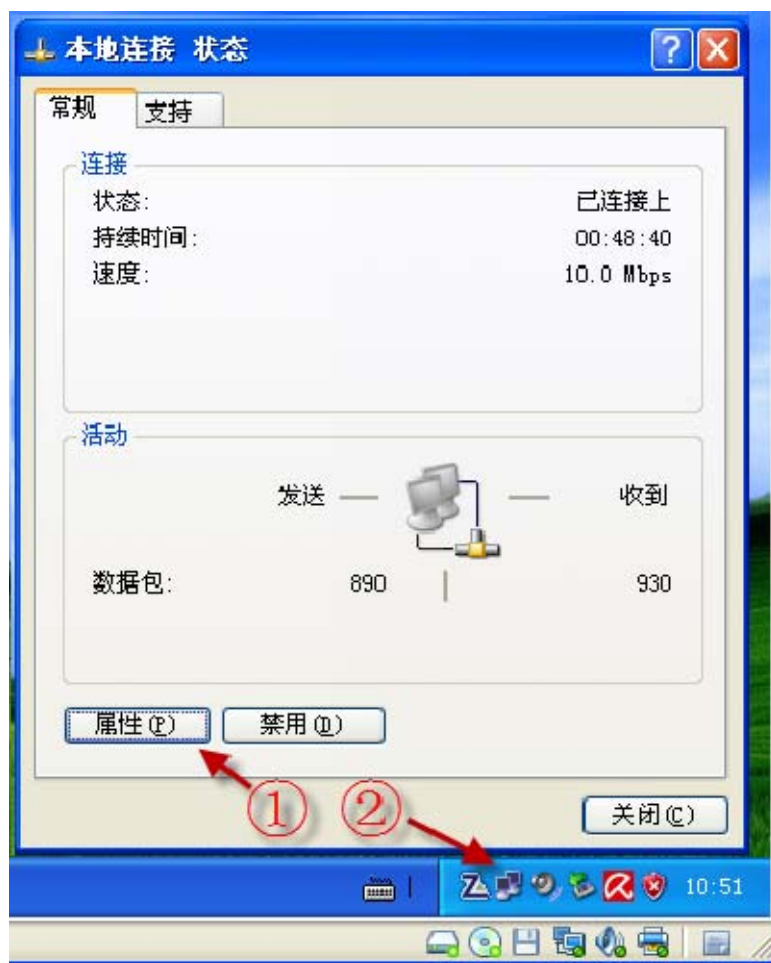 本地连接 状态
常规 支持
连接
状态: 已连接上
持续时间: 00:48:40
速度: 10.0 Mbps
活动
发送 收到
数据包: 890 930
属性(P) 禁用(D)
① ②
关闭(C)
10:51